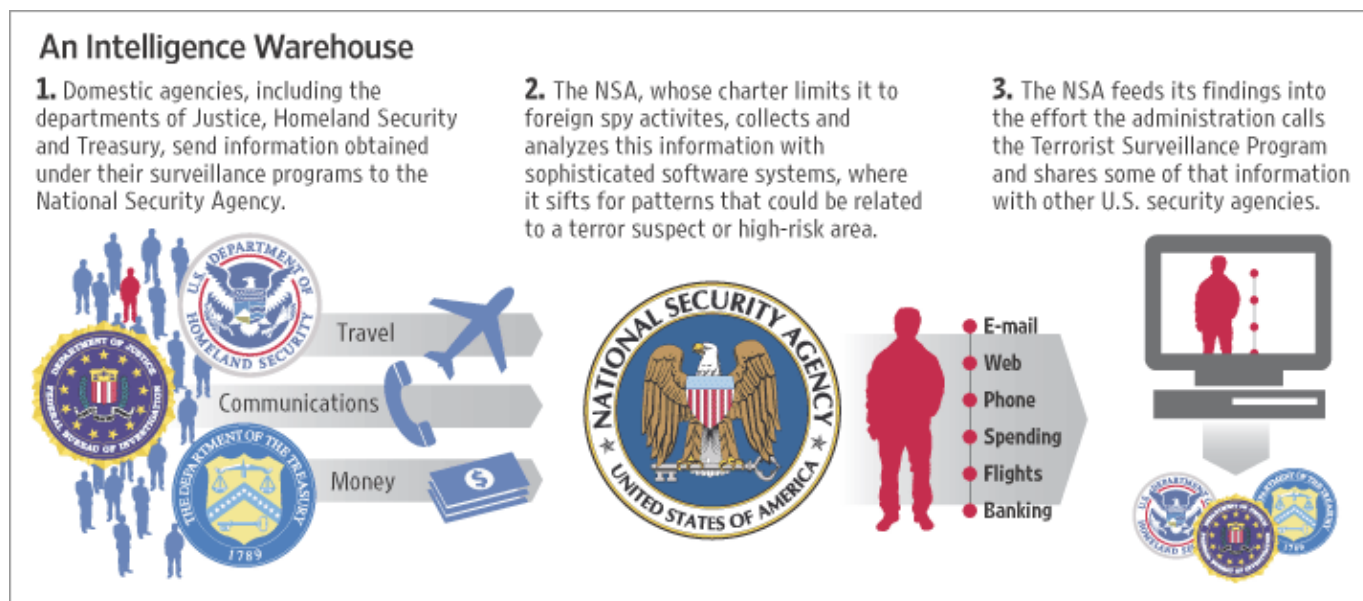 An Intelligence Warehouse
1. Domestic agencies, including the
departments of Justice, Homeland Security
and Treasury, send information obtained
under their surveillance programs to the
National Security Agency.
2. The NSA, whose charter limits it to
foreign spy activites, collects and
analyzes this information with
sophisticated software systems, where
it sifts for patterns that could be related
to a terror suspect or high-risk area.
3. The NSA feeds its findings into
the effort the administration calls
the Terrorist Surveillance Program
and shares some of that information
with other U.S. security agencies.
U.S. DEPARTMENT OF
HOMELAND SECURITY
Travel
DEPARTMENT OF JUSTICE
FEDERAL BUREAU OF INVESTIGATION
Communications
THE DEPARTMENT OF THE TREASURY
1789
Money
$
NATIONAL SECURITY AGENCY
UNITED STATES OF AMERICA
E-mail
Web
Phone
Spending
Flights
Banking
1789